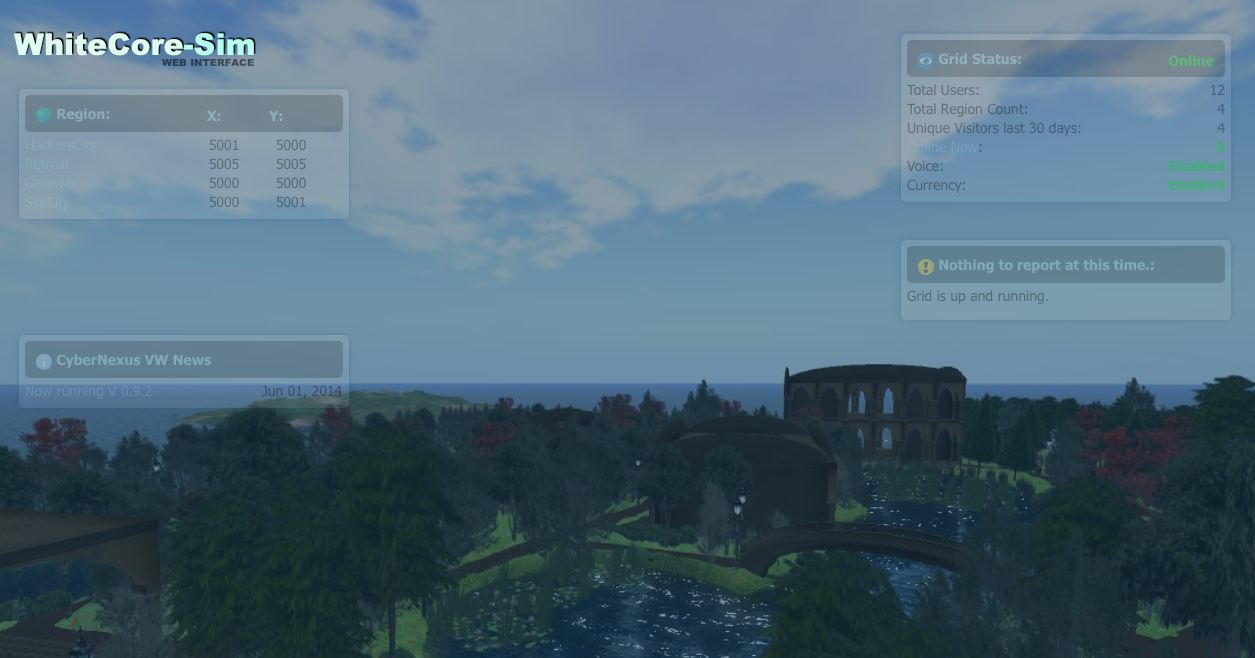 WhiteCore-Sim
WEB INTERFACE
Region: X: Y:
HackersCity 5001 5000
Retreat 5005 5005
Gateway 5000 5000
SkyCity 5000 5001
CyberNexus VW News
Now running V 0.9.2 Jun 01, 2014
Grid Status: Online
Total Users: 12
Total Region Count: 4
Unique Visitors last 30 days: 4
Online Now: 0
Voice: Enabled
Currency: Enabled
Nothing to report at this time.:
Grid is up and running.